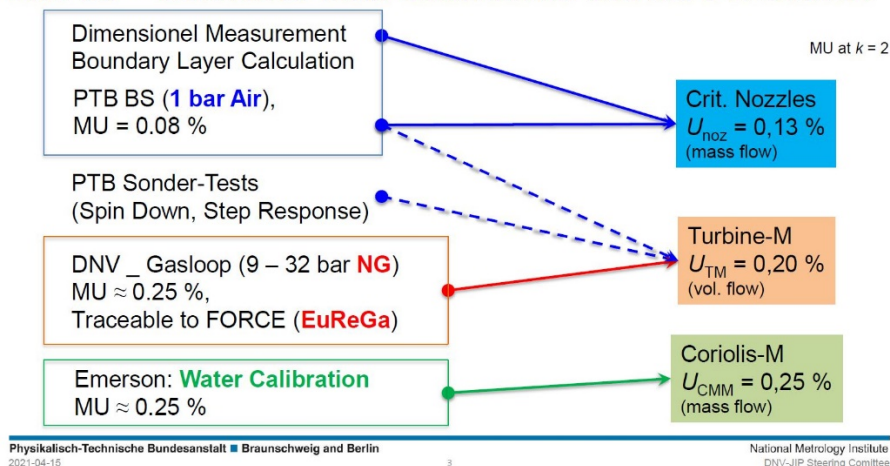 Dimensionel Measurement
Boundary Layer Calculation
PTB BS (1 bar Air),
MU = 0.08 %
MU at k = 2
Crit. Nozzles
Unoz = 0,13 %
(mass flow)
PTB Sonder-Tests
(Spin Down, Step Response)
DNV _ Gasloop (9 – 32 bar NG)
MU ≈ 0.25 %,
Traceable to FORCE (EuReGa)
Turbine-M
UTM = 0,20 %
(vol. flow)
Emerson: Water Calibration
MU ≈ 0.25 %
Coriolis-M
UCMM = 0,25 %
(mass flow)
Physikalisch-Technische Bundesanstalt ■ Braunschweig and Berlin
National Metrology Institute
2021-04-15
3
DNV-JIP Steering Comittee